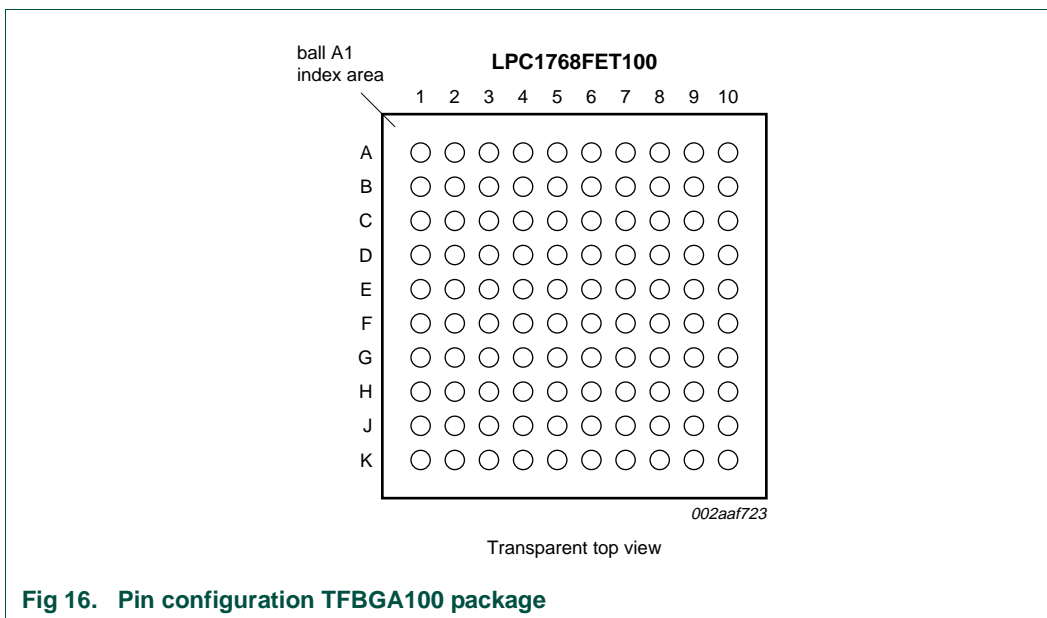 ball A1
index area
LPC1768FET100
1 2 3 4 5 6 7 8 9 10
A
B
C
D
E
F
G
H
J
K
002aaf723
Transparent top view
Fig 16. Pin configuration TFBGA100 package